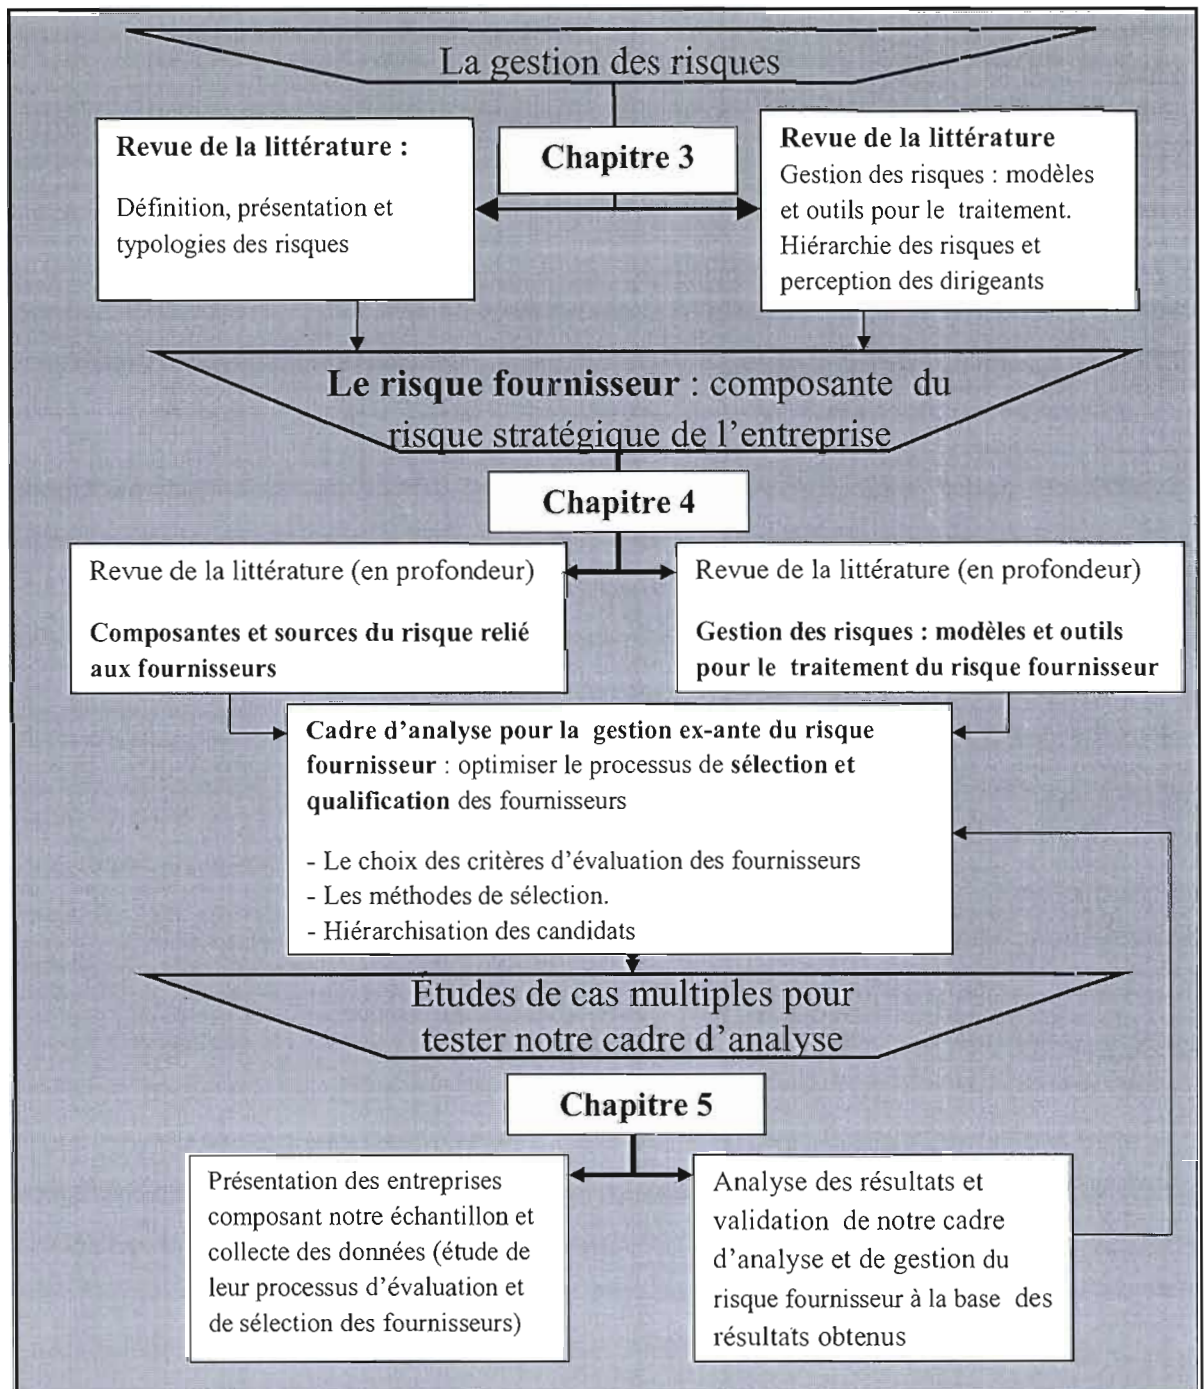 La gestion des risques
Revue de la littérature :
Définition, présentation et
typologies des risques
Chapitre 3
Revue de la littérature
Gestion des risques : modèles
et outils pour le traitement.
Hiérarchie des risques et
perception des dirigeants
Le risque fournisseur : composante du
risque stratégique de l'entreprise
Chapitre 4
Revue de la littérature (en profondeur)
Composantes et sources du risque relié
aux fournisseurs
Revue de la littérature (en profondeur)
Gestion des risques : modèles et outils
pour le traitement du risque fournisseur
Cadre d'analyse pour la gestion ex-ante du risque
fournisseur : optimiser le processus de sélection et
qualification des fournisseurs
- Le choix des critères d'évaluation des fournisseurs
- Les méthodes de sélection.
- Hiérarchisation des candidats
Études de cas multiples pour
tester notre cadre d'analyse
Chapitre 5
Présentation des entreprises
composant notre échantillon et
collecte des données (étude de
leur processus d'évaluation et
de sélection des fournisseurs)
Analyse des résultats et
validation de notre cadre
d'analyse et de gestion du
risque fournisseur à la base des
résultats obtenus